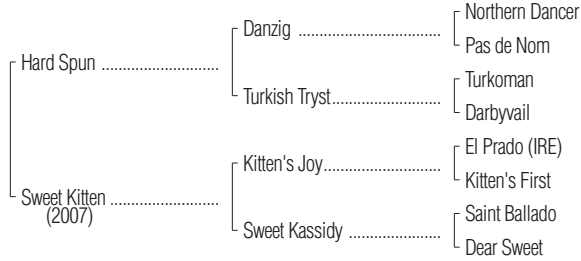 Northern Dancer
Danzig ....................................
Pas de Nom
Hard Spun ..............................
Turkoman
Turkish Tryst...........................
Darbyvail
El Prado (IRE)
Kitten's Joy.............................
Kitten's First
Sweet Kitten ............................
(2007)
Saint Ballado
Sweet Kassidy .......................
Dear Sweet